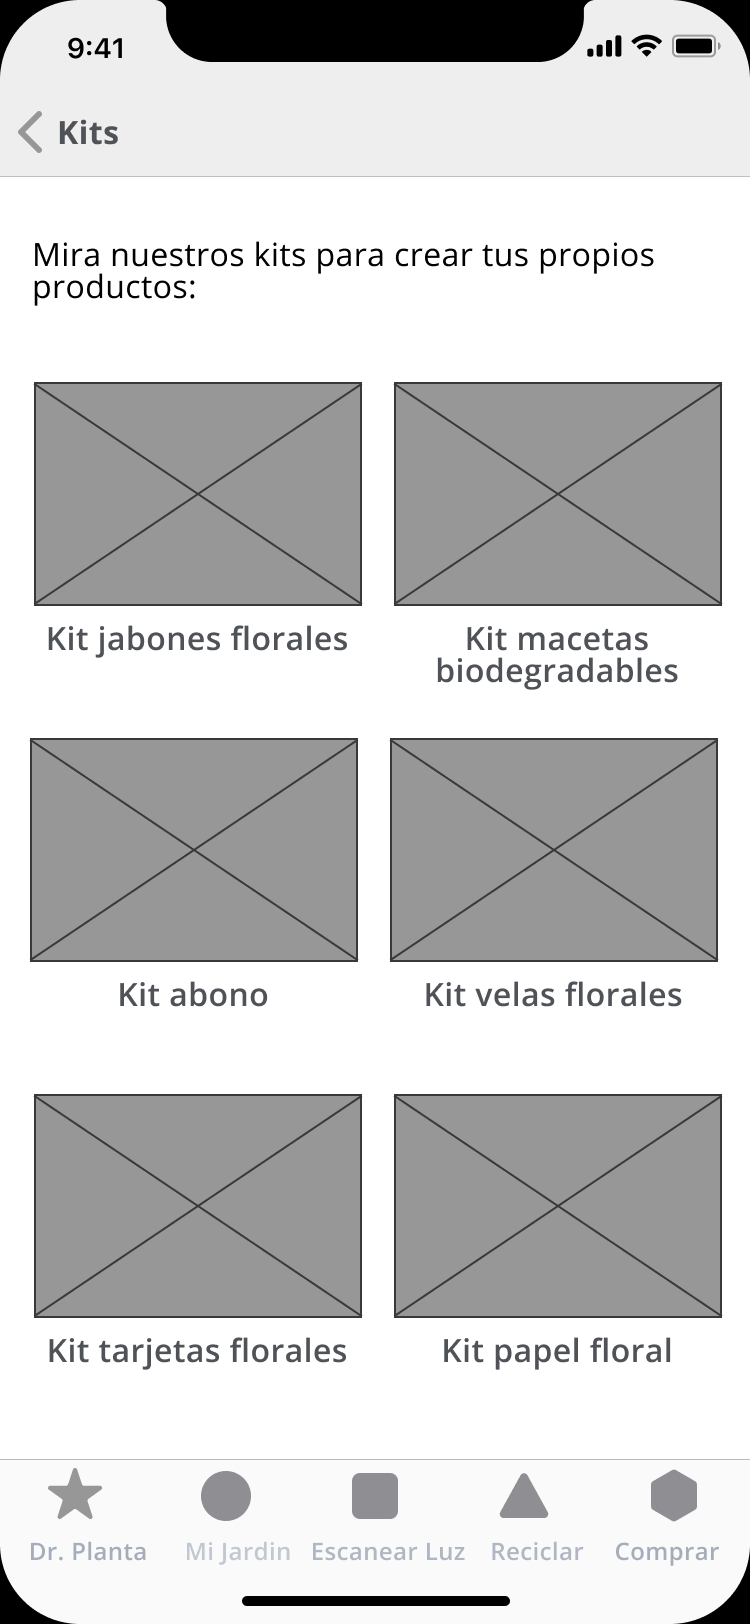 9:41
Kits
Mira nuestros kits para crear tus propios
productos:
Kit jabones florales
Kit macetas
biodegradables
Kit abono
Kit velas florales
Kit tarjetas florales
Kit papel floral
Dr. Planta
Mi Jardin
Escanear Luz
Reciclar
Comprar